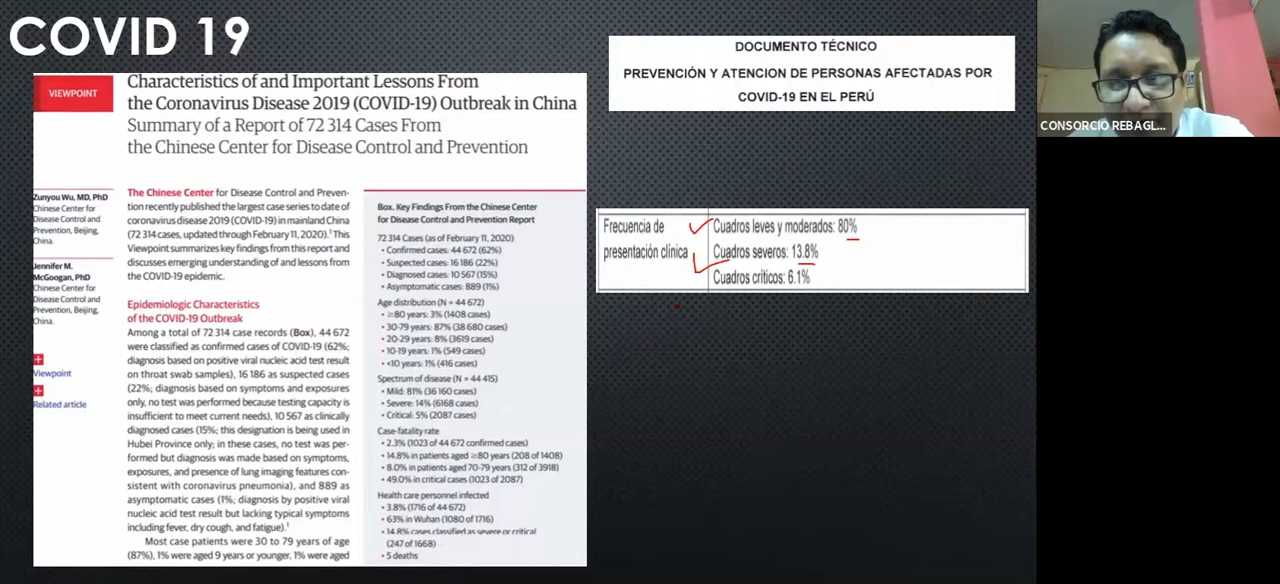 COVID 19
VIEWPOINT
Characteristics of and Important Lessons From
the Coronavirus Disease 2019 (COVID-19) Outbreak in China
Summary of a Report of 72 314 Cases From
the Chinese Center for Disease Control and Prevention
Zunyou Wu, MD, PhD
Chinese Center for
Disease Control and
Prevention, Beijing,
China.
Jennifer M.
McGoogan, PhD
Chinese Center for
Disease Control and
Prevention, Beijing,
China.
Viewpoint
Related article
The Chinese Center for Disease Control and Preven-
tion recently published the largest case series to date of
coronavirus disease 2019 (COVID-19) in mainland China
(72 314 cases, updated through February 11, 2020).1 This
Viewpoint summarizes key findings from this report and
discusses emerging understanding of and lessons from
the COVID-19 epidemic.
Epidemiologic Characteristics
of the COVID-19 Outbreak
Among a total of 72 314 case records (Box), 44 672
were classified as confirmed cases of COVID-19 (62%;
diagnosis based on positive viral nucleic acid test result
on throat swab samples), 16 186 as suspected cases
(22%; diagnosis based on symptoms and exposures
only, no test was performed because testing capacity is
insufficient to meet current needs), 10 567 as clinically
diagnosed cases (15%; this designation is being used in
Hubei Province only; in these cases, no test was per-
formed but diagnosis was made based on symptoms,
exposures, and presence of lung imaging features con-
sistent with coronavirus pneumonia), and 889 as
asymptomatic cases (1%; diagnosis by positive viral
nucleic acid test result but lacking typical symptoms
including fever, dry cough, and fatigue).1
Most case patients were 30 to 79 years of age
(87%), 1% were aged 9 years or younger, 1% were aged
Box. Key Findings From the Chinese Center
for Disease Control and Prevention Report
72 314 Cases (as of February 11, 2020)
• Confirmed cases: 44 672 (62%)
• Suspected cases: 16 186 (22%)
• Diagnosed cases: 10 567 (15%)
• Asymptomatic cases: 889 (1%)
Age distribution (N = 44 672)
• ≥80 years: 3% (1408 cases)
• 30-79 years: 87% (38 680 cases)
• 20-29 years: 8% (3619 cases)
• 10-19 years: 1% (549 cases)
• <10 years: 1% (416 cases)
Spectrum of disease (N = 44 415)
• Mild: 81% (36 160 cases)
• Severe: 14% (6168 cases)
• Critical: 5% (2087 cases)
Case-fatality rate
• 2.3% (1023 of 44 672 confirmed cases)
• 14.8% in patients aged ≥80 years (208 of 1408)
• 8.0% in patients aged 70-79 years (312 of 3918)
• 49.0% in critical cases (1023 of 2087)
Health care personnel infected
• 3.8% (1716 of 44 672)
• 63% in Wuhan (1080 of 1716)
• 14.8% cases classified as severe or critical
(247 of 1668)
• 5 deaths
DOCUMENTO TÉCNICO
PREVENCIÓN Y ATENCION DE PERSONAS AFECTADAS POR
COVID-19 EN EL PERÚ
Frecuencia de
presentación clínica
Cuadros leves y moderados: 80%
Cuadros severos: 13.8%
Cuadros críticos: 6.1%
CONSORCIO REBAGL...